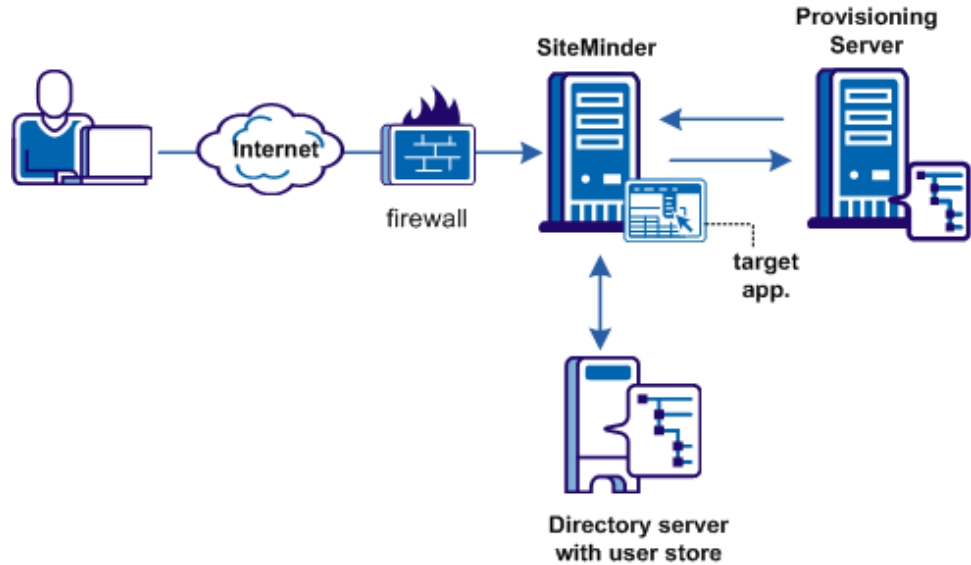 Provisioning
Server
SiteMinder
Internet
firewall
target
app.
Directory server
with user store